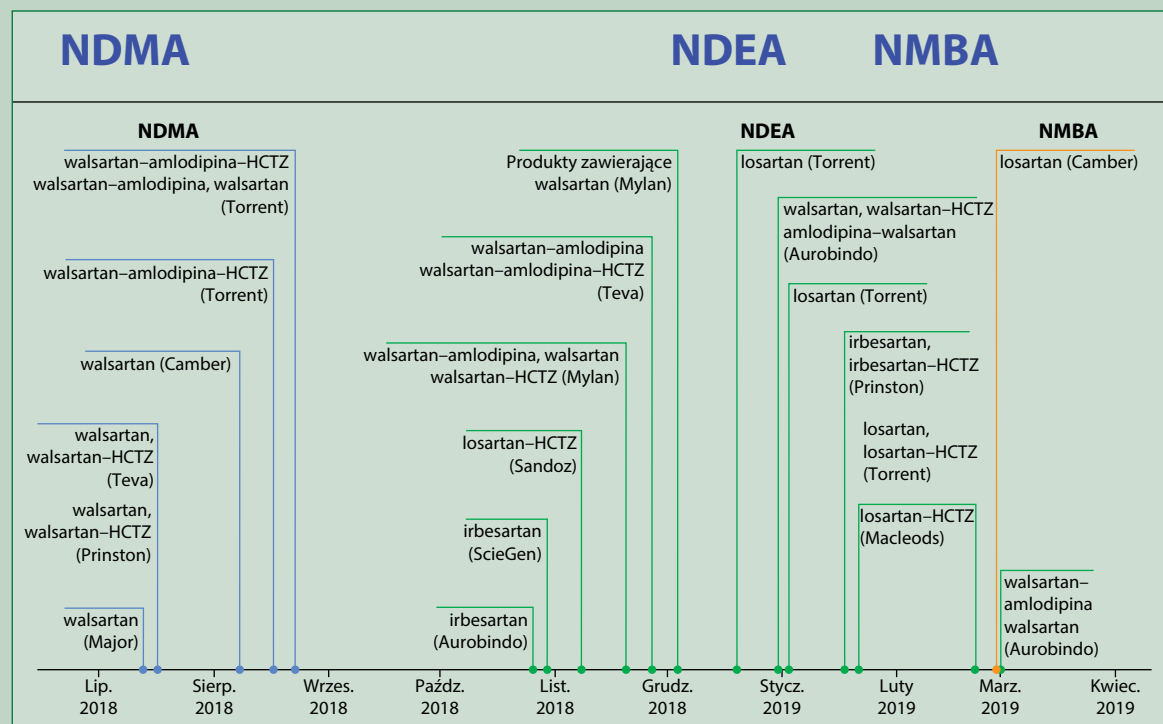 NDMA
NDEA
NMBA
NDMA
walsartan–amlodipina–HCTZ
walsartan–amlodipina, walsartan
(Torrent)
walsartan–amlodipina–HCTZ
(Torrent)
walsartan (Camber)
walsartan,
walsartan–HCTZ
(Teva)
walsartan,
walsartan–HCTZ
(Prinston)
walsartan
(Major)
NDEA
Produkty zawierające
walsartan (Mylan)
walsartan–amlodipina
walsartan–amlodipina–HCTZ
(Teva)
walsartan–amlodipina, walsartan
walsartan–HCTZ (Mylan)
losartan–HCTZ
(Sandoz)
irbesartan
(ScieGen)
irbesartan
(Aurobindo)
losartan (Torrent)
walsartan, walsartan–HCTZ
amlodipina–walsartan
(Aurobindo)
losartan (Torrent)
irbesartan,
irbesartan–HCTZ
(Prinston)
losartan,
losartan–HCTZ
(Torrent)
losartan–HCTZ
(Macleods)
NMBA
losartan (Camber)
walsartan–
amlodipina
walsartan
(Aurobindo)
Lip.
2018
Sierp.
2018
Wrzes.
2018
Paźdz.
2018
List.
2018
Grudz.
2018
Stycz.
2019
Luty
2019
Marz.
2019
Kwiec.
2019